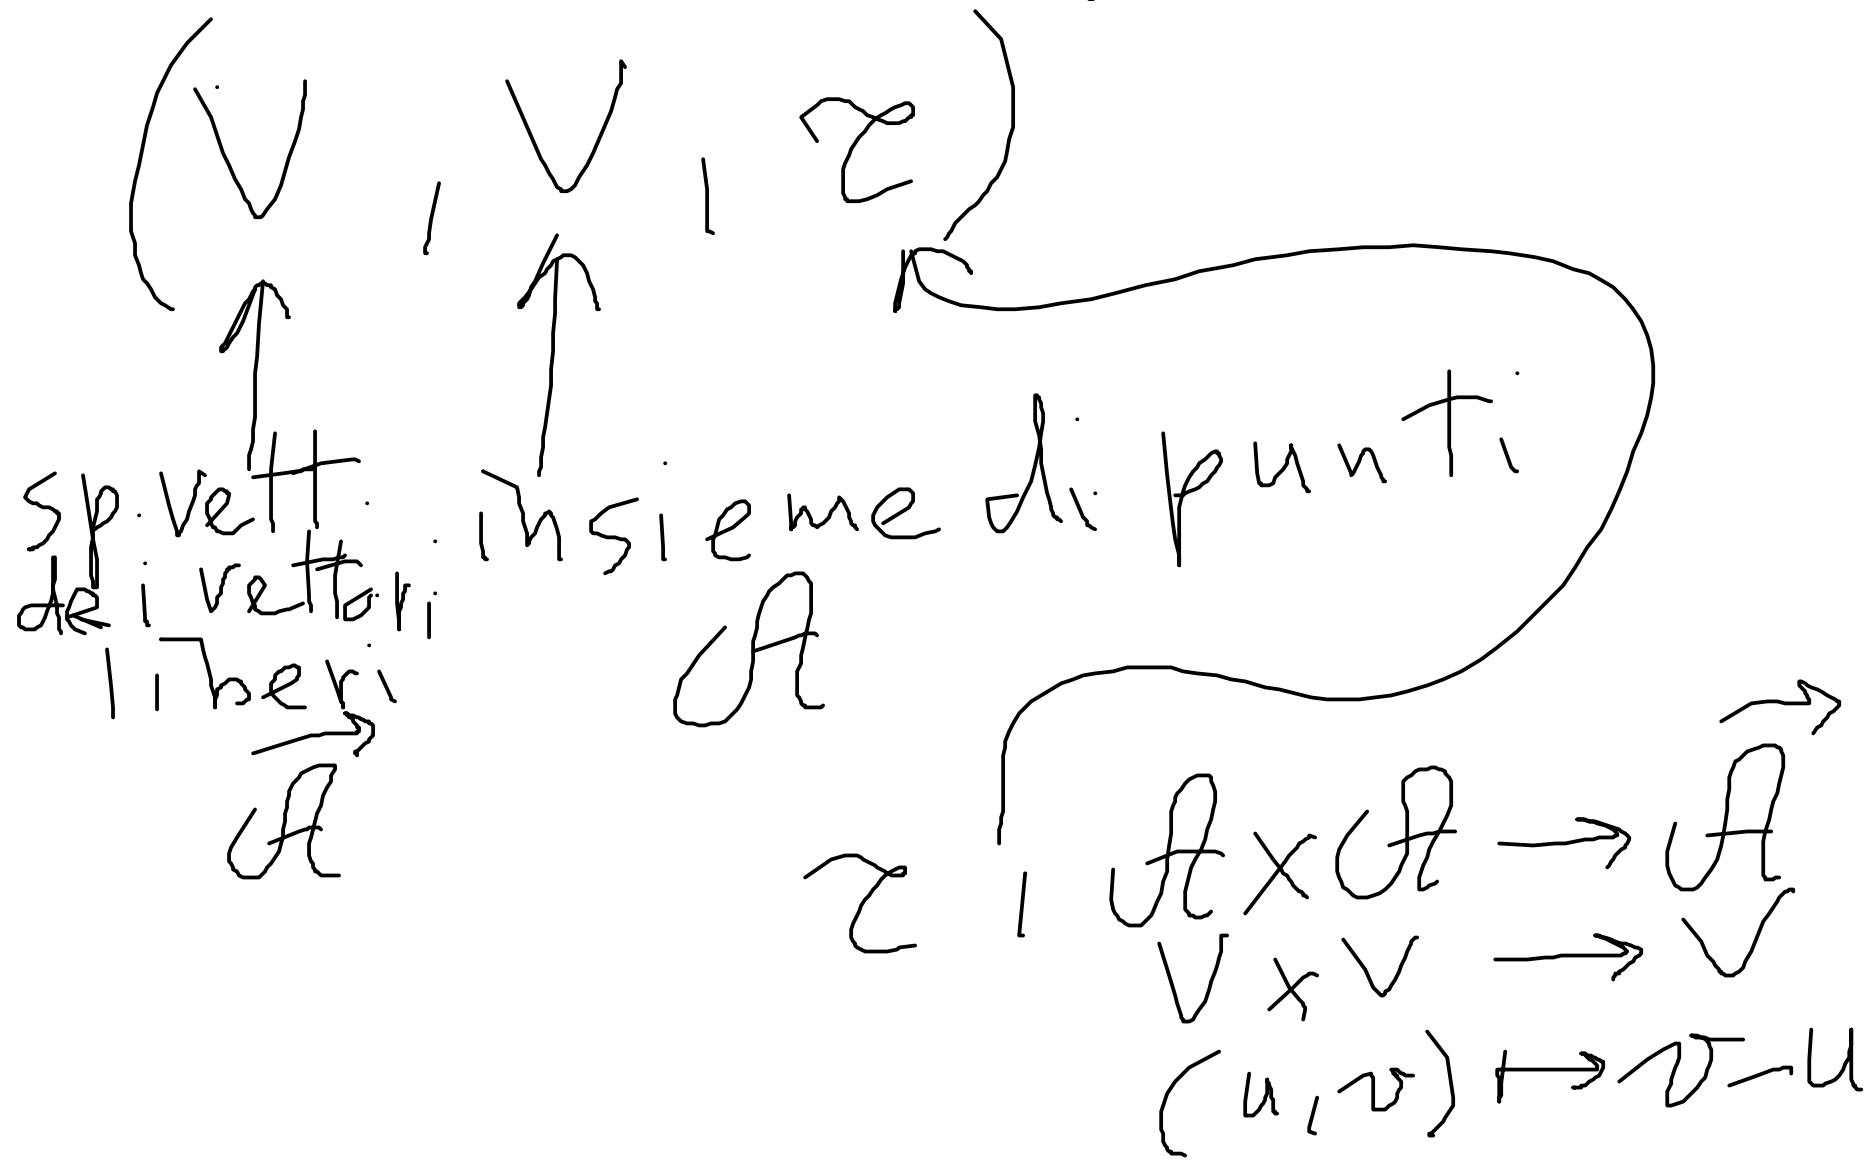 (V, V, τ)
sp. vett. insieme di punti
dei vettori
liberi
𝒜
𝒜⃗
τ: 𝒜 × 𝒜 → 𝒜⃗
V × V → V
(u, v) ↦ v - u